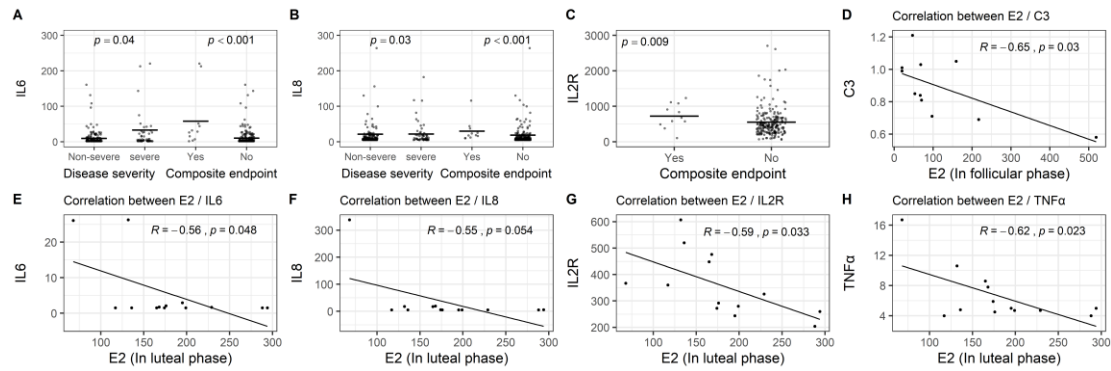 A
p = 0.04
p < 0.001
300
200
100
0
IL6
Non-severe severe Yes No
Disease severity Composite endpoint
B
p = 0.03
p < 0.001
300
200
100
0
IL8
Non-severe severe Yes No
Disease severity Composite endpoint
C
p = 0.009
3000
2000
1000
0
IL2R
Yes No
Composite endpoint
D Correlation between E2 / C3
R = −0.65 , p = 0.03
1.2
1.0
0.8
0.6
C3
0 100 200 300 400 500
E2 (In follicular phase)
E Correlation between E2 / IL6
R = −0.56 , p = 0.048
20
10
0
IL6
100 150 200 250 300
E2 (In luteal phase)
F Correlation between E2 / IL8
R = −0.55 , p = 0.054
300
200
100
0
IL8
100 150 200 250 300
E2 (In luteal phase)
G Correlation between E2 / IL2R
R = −0.59 , p = 0.033
600
500
400
300
200
IL2R
100 150 200 250 300
E2 (In luteal phase)
H Correlation between E2 / TNFα
R = −0.62 , p = 0.023
16
12
8
4
TNFα
100 150 200 250 300
E2 (In luteal phase)